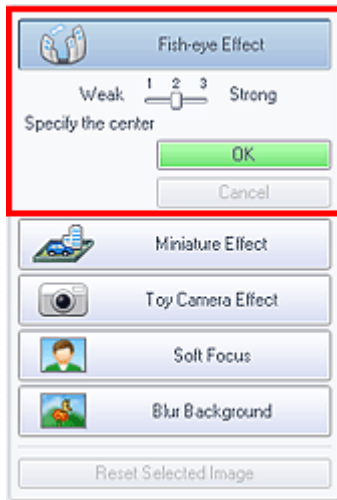 Fish-eye Effect
1 2 3
Weak Strong
Specify the center
OK
Cancel
Miniature Effect
Toy Camera Effect
Soft Focus
Blur Background
Reset Selected Image